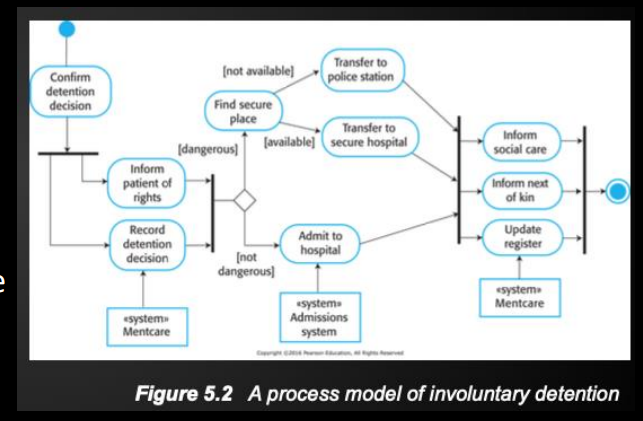 Confirm
detention
decision
Inform
patient of
rights
Record
detention
decision
«system»
Mentcare
[dangerous]
[not
dangerous]
Find secure
place
[not available]
[available]
Transfer to
police station
Transfer to
secure hospital
Admit to
hospital
«system»
Admissions
system
Inform
social care
Inform next
of kin
Update
register
«system»
Mentcare
e
Copyright ©2016 Pearson Education, All Rights Reserved
Figure 5.2 A process model of involuntary detention